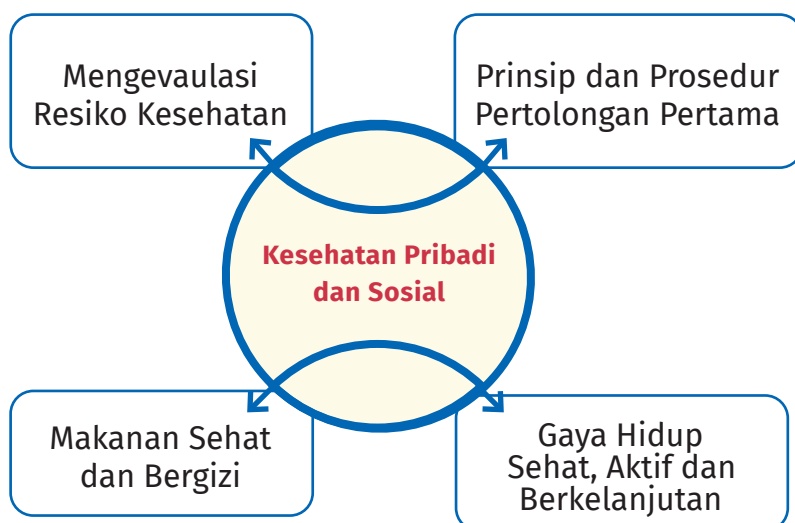 Mengevaulasi
Resiko Kesehatan
Prinsip dan Prosedur
Pertolongan Pertama
Kesehatan Pribadi
dan Sosial
Makanan Sehat
dan Bergizi
Gaya Hidup
Sehat, Aktif dan
Berkelanjutan